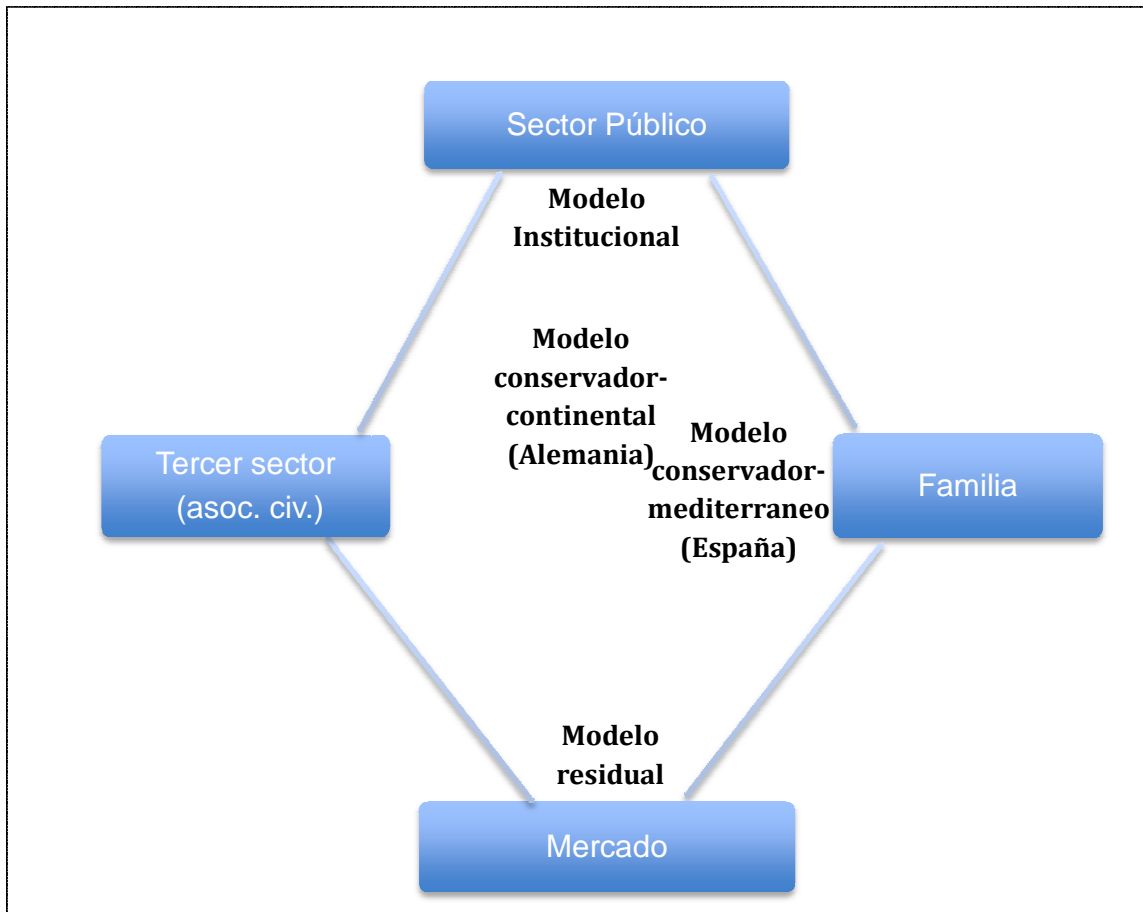 Sector Público
Modelo
Institucional
Modelo
conservador-
continental
(Alemania)
Modelo
conservador-
mediterraneo
(España)
Tercer sector
(asoc. civ.)
Familia
Modelo
residual
Mercado